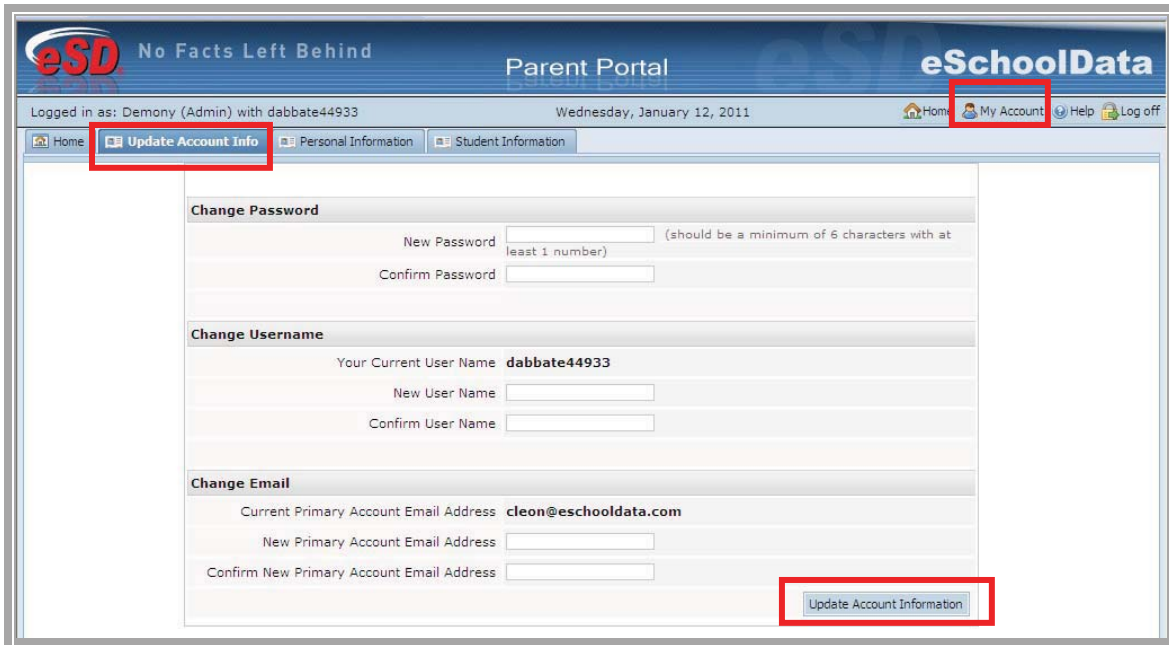 eSD
No Facts Left Behind
Parent Portal
eSchoolData
Logged in as: Demony (Admin) with dabbate44933 Wednesday, January 12, 2011 Home My Account Help Log off
Home Update Account Info Personal Information Student Information
Change Password
New Password (should be a minimum of 6 characters with at
least 1 number)
Confirm Password
Change Username
Your Current User Name dabbate44933
New User Name
Confirm User Name
Change Email
Current Primary Account Email Address cleon@eschooldata.com
New Primary Account Email Address
Confirm New Primary Account Email Address
Update Account Information